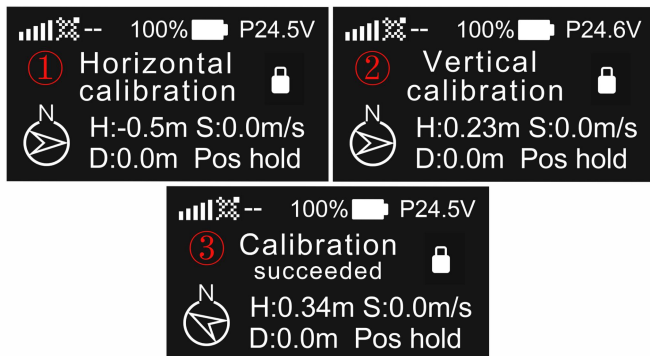 -- 100% P24.5V
① Horizontal
calibration
N
H:-0.5m S:0.0m/s
D:0.0m Pos hold
-- 100% P24.6V
② Vertical
calibration
N
H:0.23m S:0.0m/s
D:0.0m Pos hold
-- 100% P24.5V
③ Calibration
succeeded
N
H:0.34m S:0.0m/s
D:0.0m Pos hold